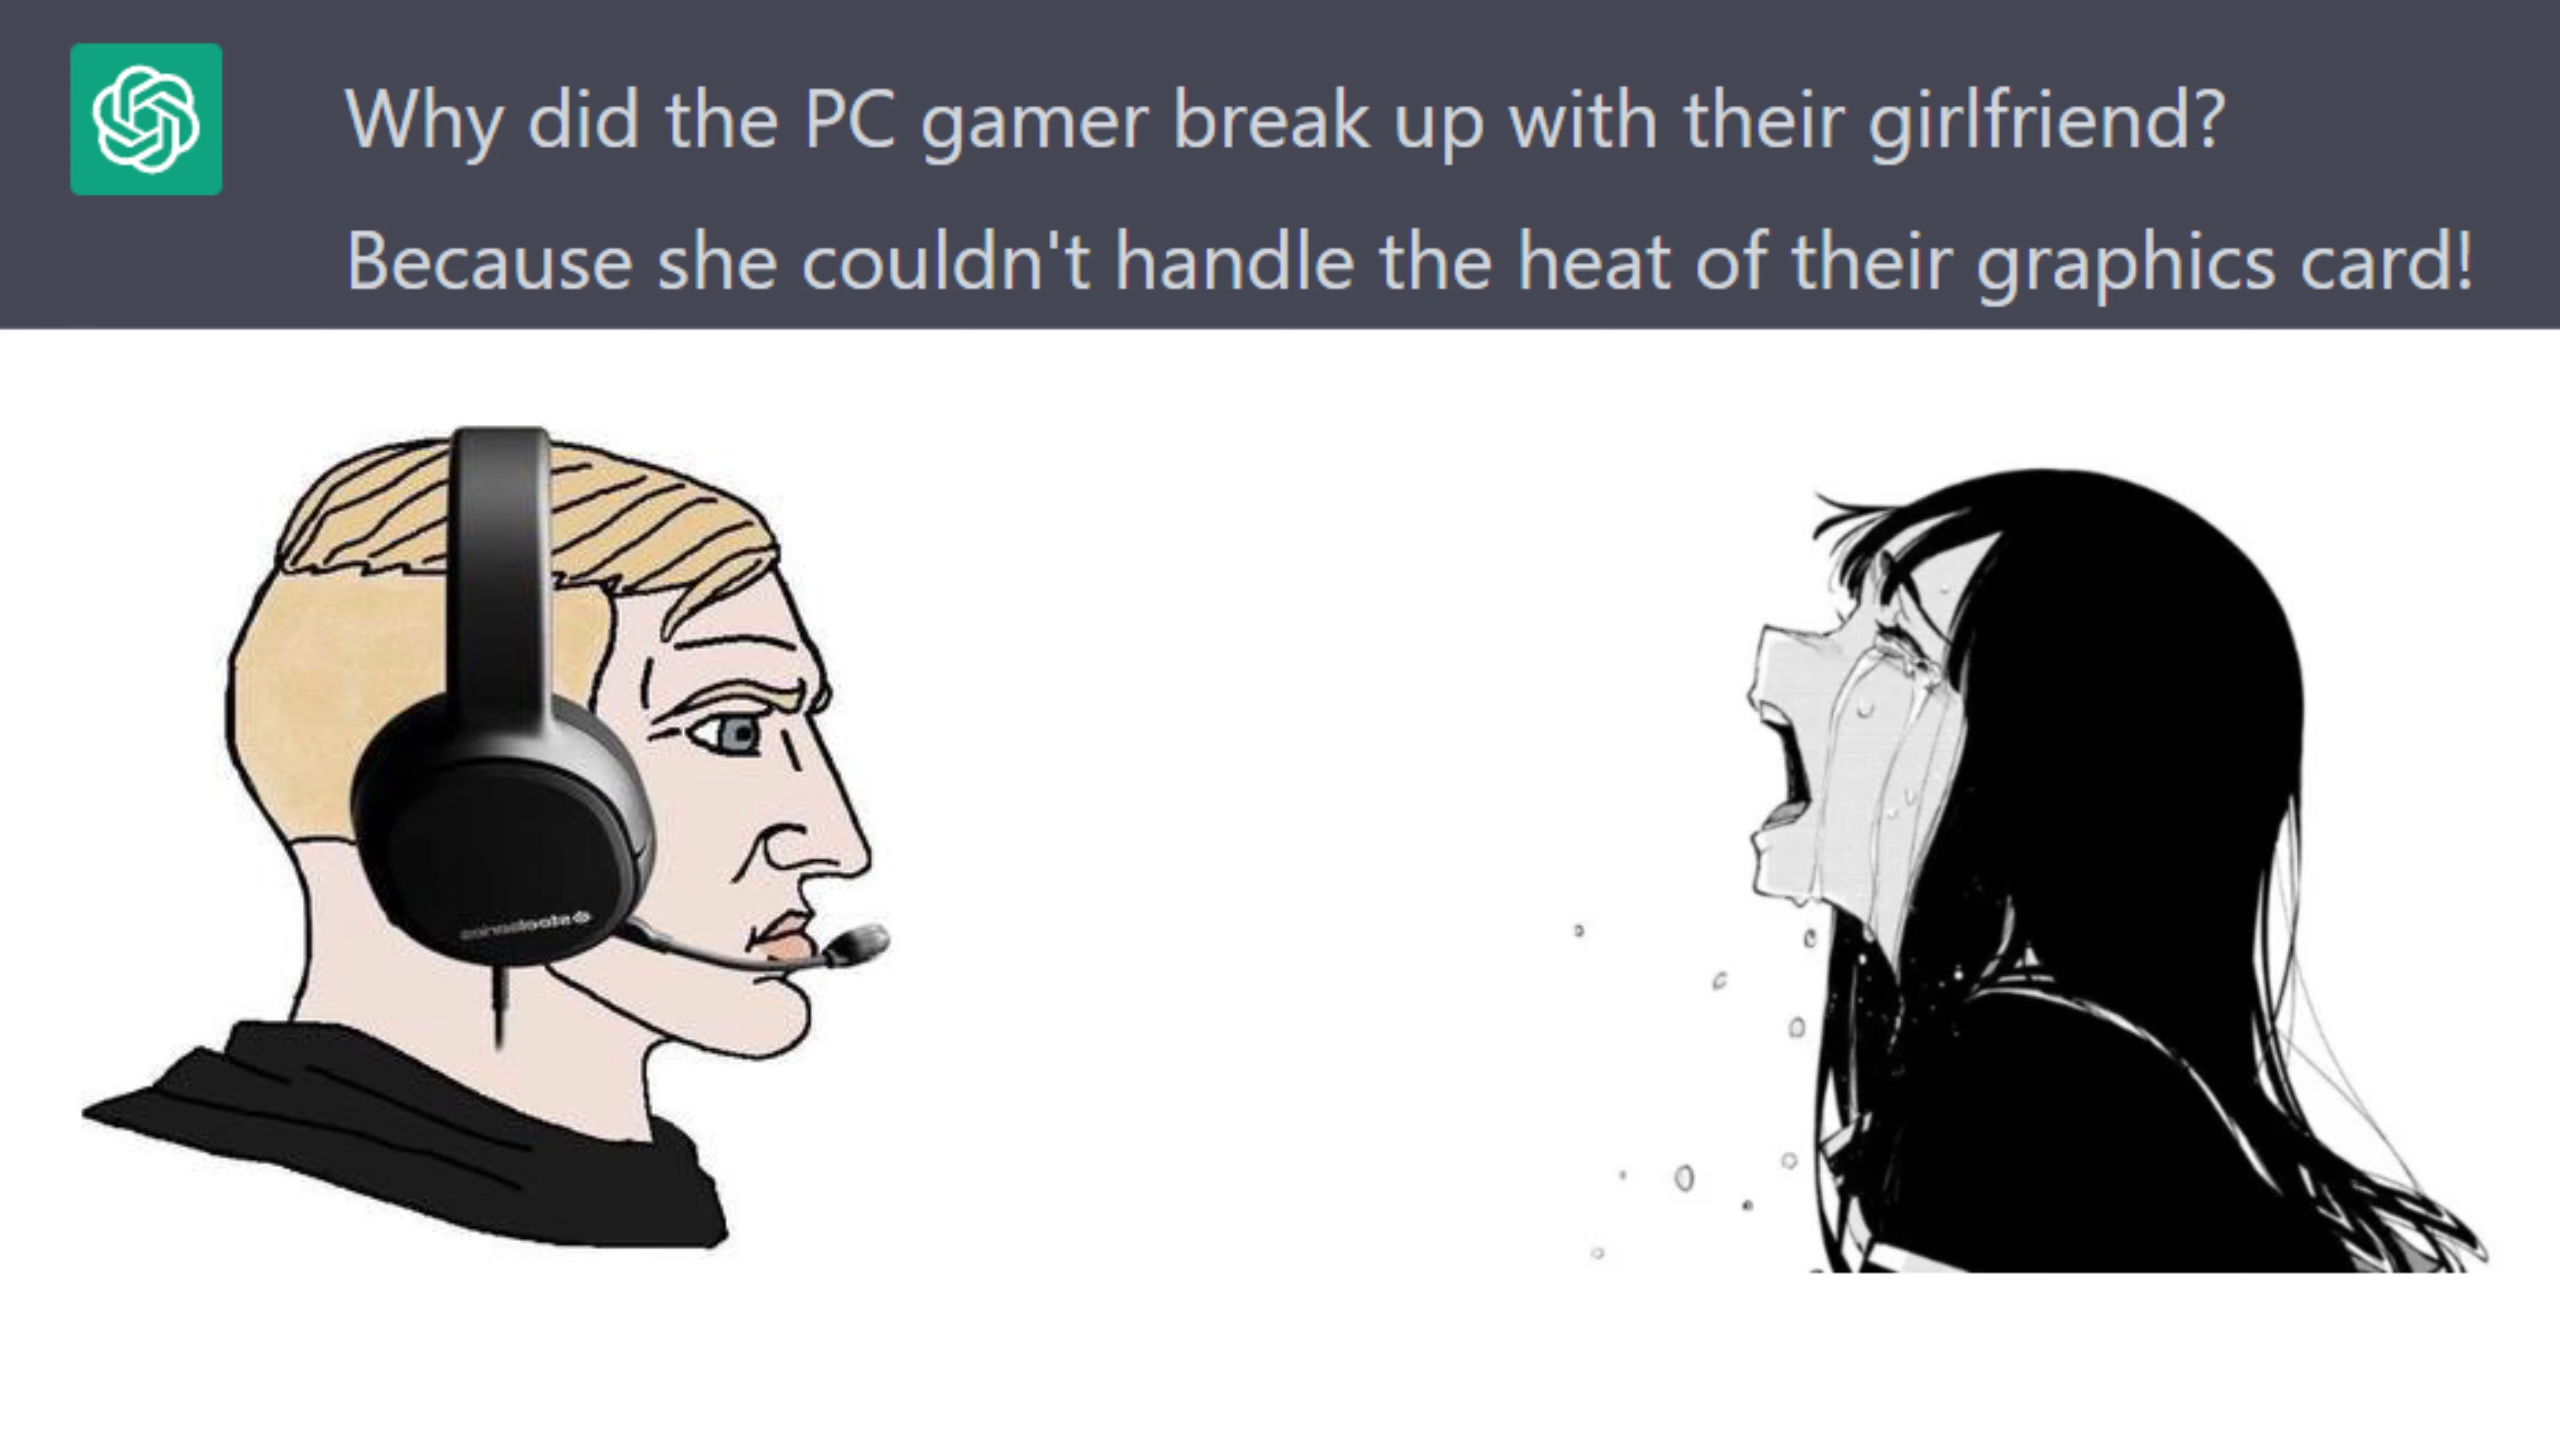 Why did the PC gamer break up with their girlfriend?
Because she couldn't handle the heat of their graphics card!
steelseries